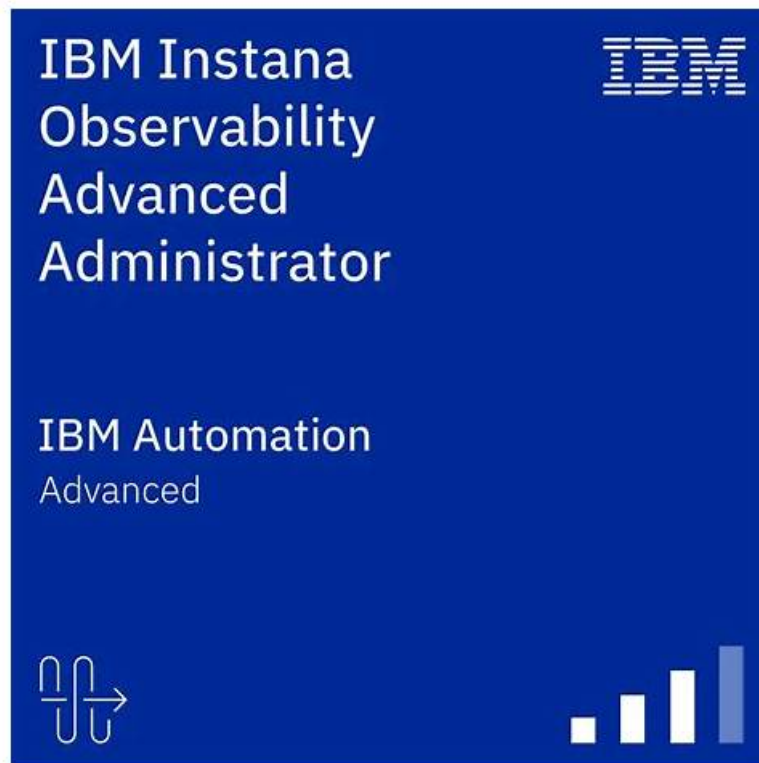 IBM Instana
Observability
Advanced
Administrator
IBM
IBM Automation
Advanced